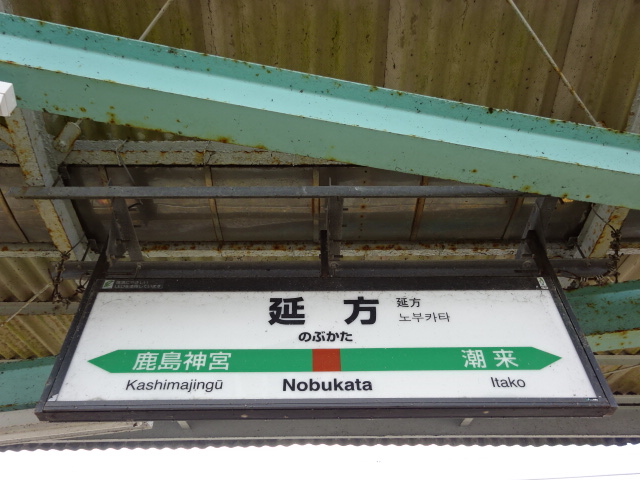 延方
延方
노부카타
のぶかた
鹿島神宮
潮来
Kashimajingū
Nobukata
Itako